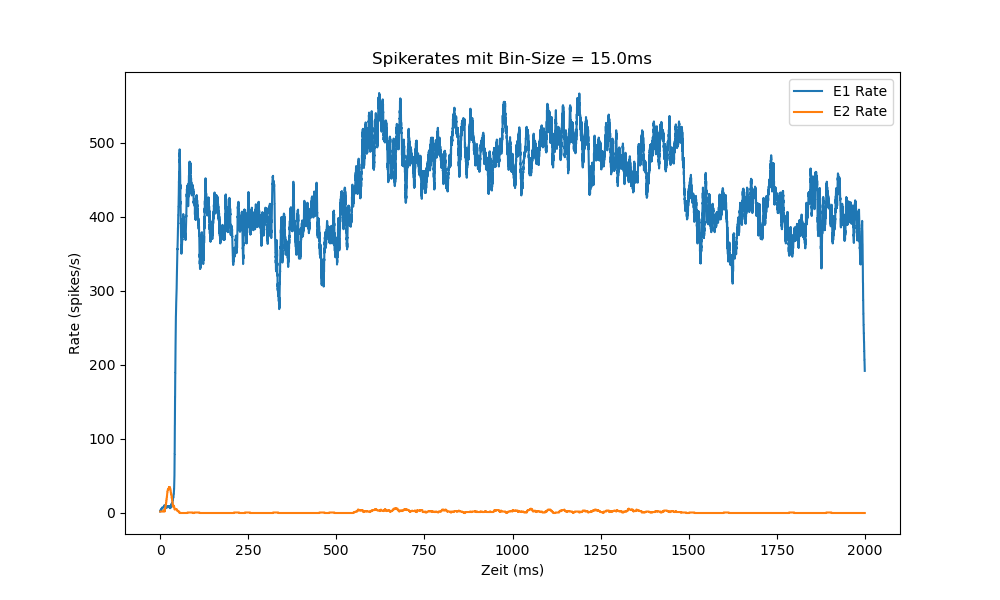 Spikerates mit Bin-Size = 15.0ms
E1 Rate
E2 Rate
500
400
300
200
100
0
Rate (spikes/s)
0 250 500 750 1000 1250 1500 1750 2000
Zeit (ms)